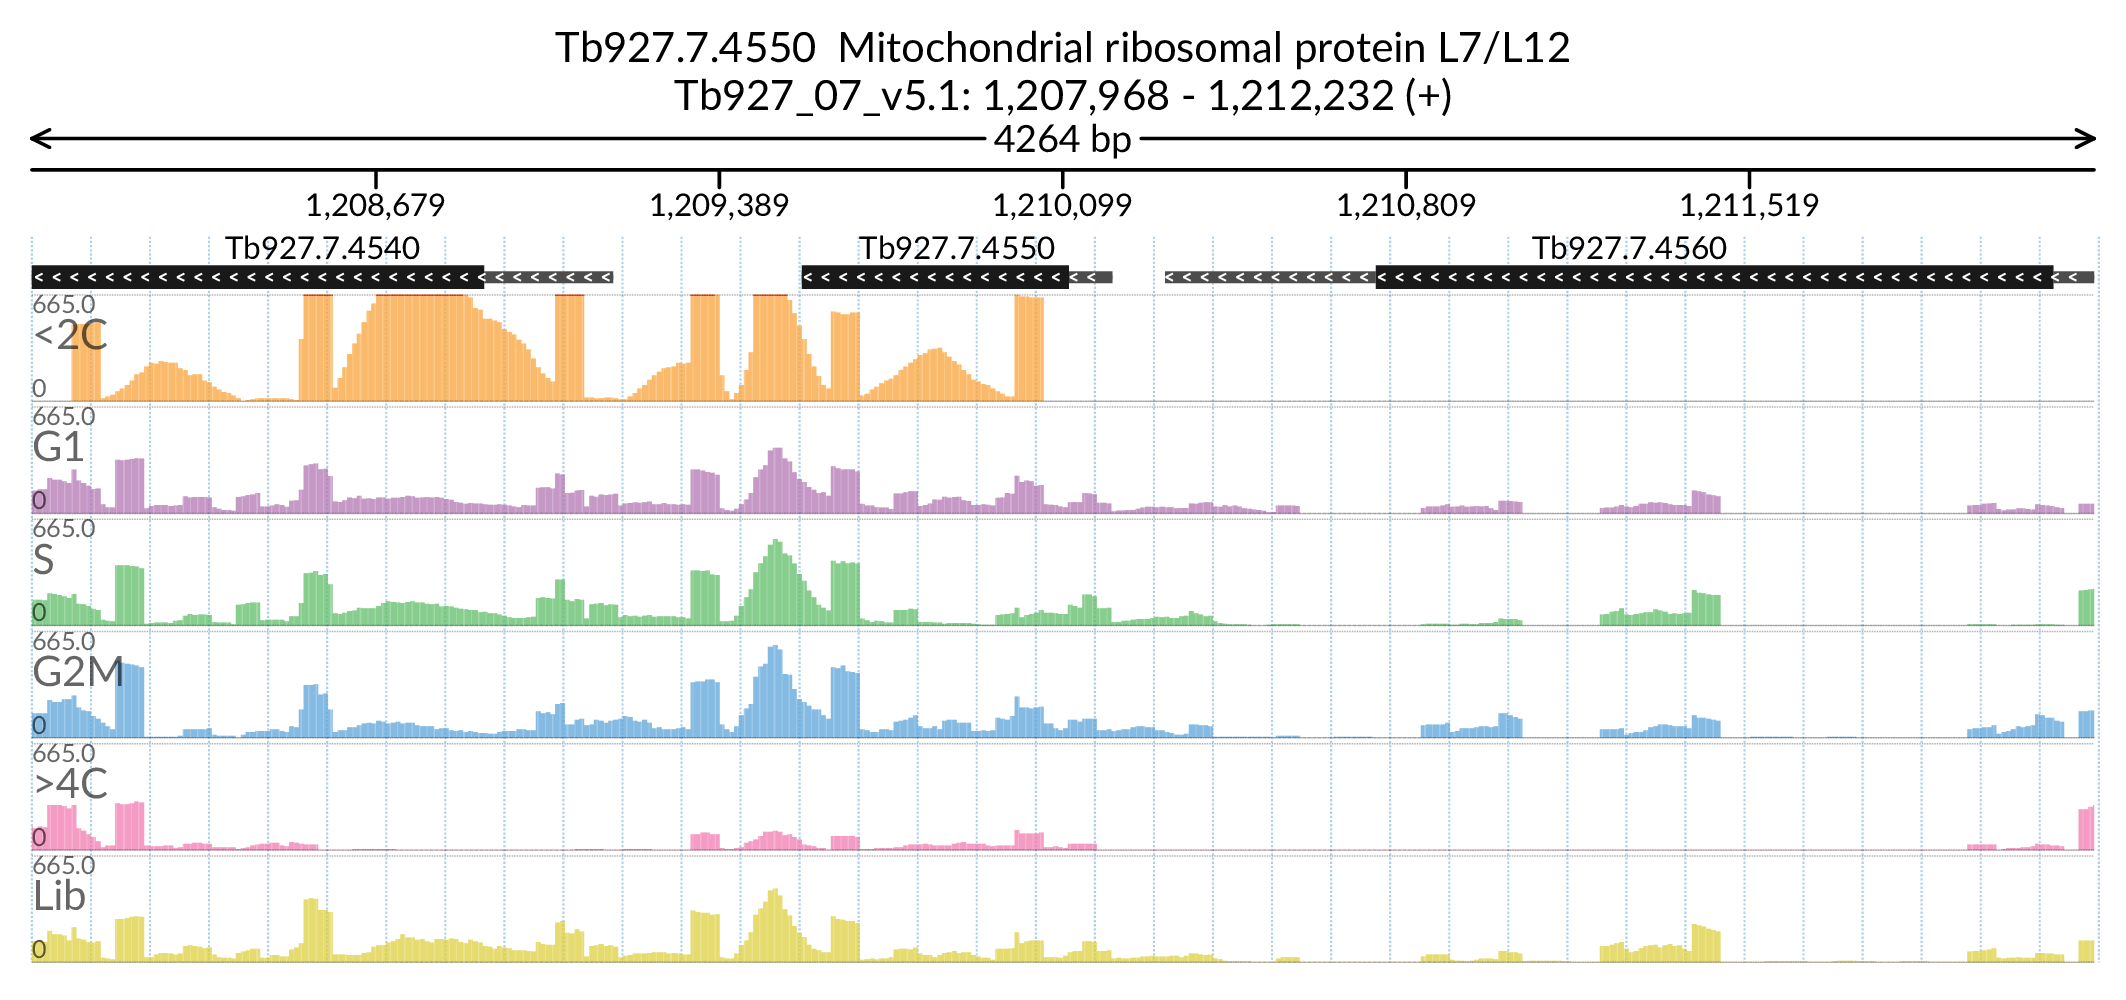 Tb927.7.4550  Mitochondrial ribosomal protein L7/L12
Tb927_07_v5.1: 1,207,968 - 1,212,232 (+)
4264 bp
1,208,679 1,209,389 1,210,099 1,210,809 1,211,519
Tb927.7.4540 Tb927.7.4550 Tb927.7.4560
665.0
<2C
0
665.0
G1
0
665.0
S
0
665.0
G2M
0
665.0
>4C
0
665.0
Lib
0